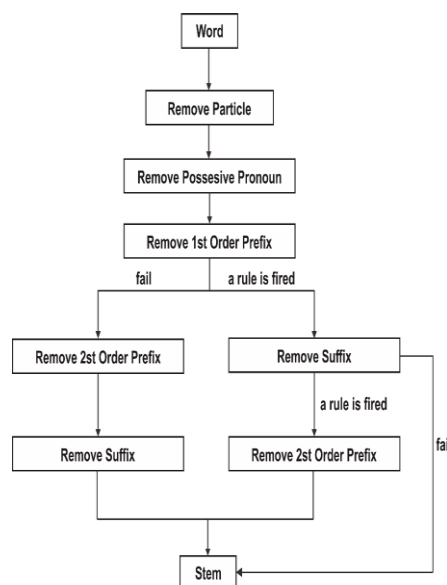 Word
Remove Particle
Remove Possesive Pronoun
Remove 1st Order Prefix
fail
a rule is fired
Remove 2st Order Prefix
Remove Suffix
a rule is fired
Remove Suffix
Remove 2st Order Prefix
fai
Stem